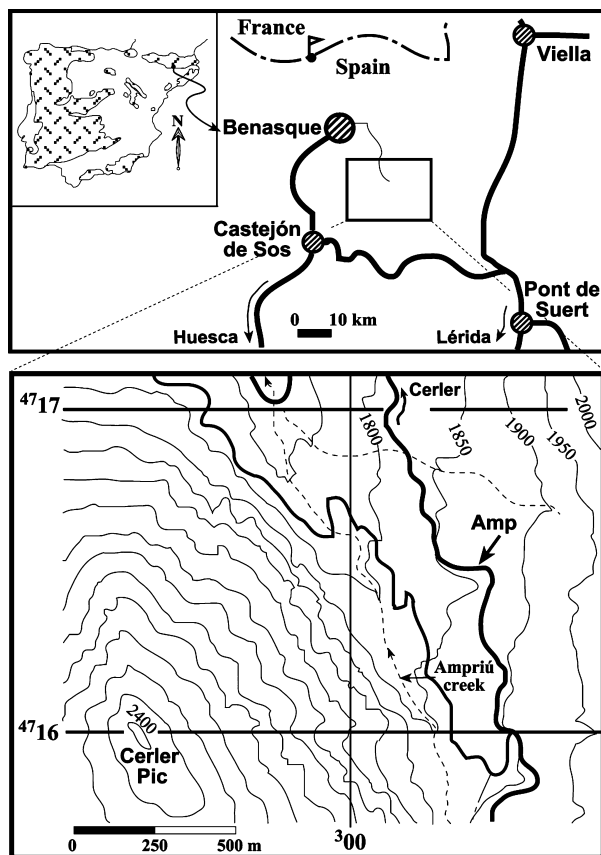 France
Spain
Viella
N
Benasque
Castejón
de Sos
Pont de
Suert
Huesca
0 10 km
Lérida
4717
Cerler
1800
1850
1900
1950
2000
Amp
Ampriú
creek
4716
2400
Cerler
Pic
0 250 500 m
300